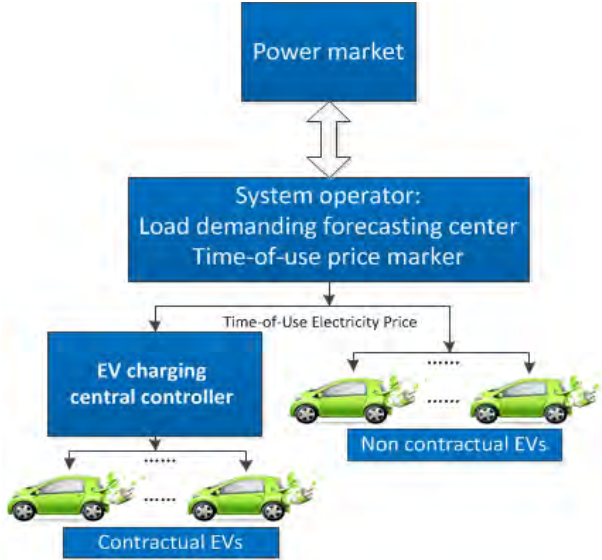 Power market
System operator:
Load demanding forecasting center
Time-of-use price marker
Time-of-Use Electricity Price
EV charging
central controller
......
......
Non contractual EVs
......
......
Contractual EVs